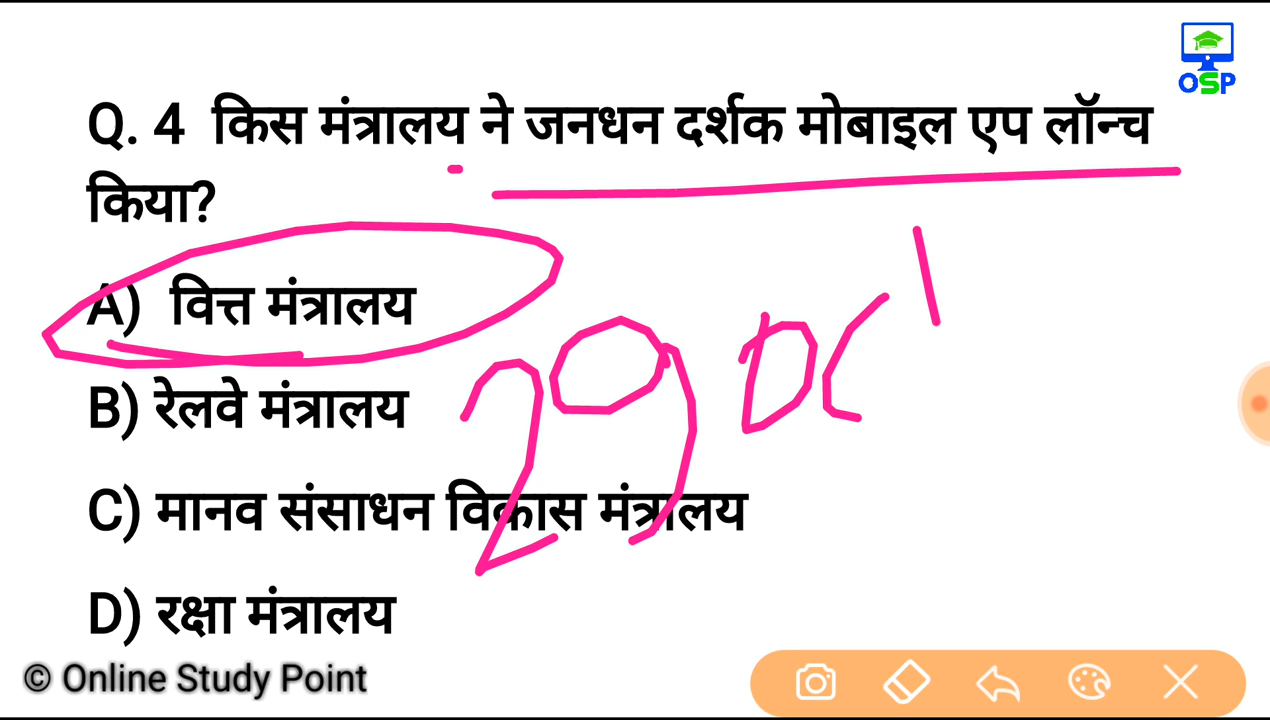 OSP
Q. 4 किस मंत्रालय ने जनधन दर्शक मोबाइल एप लॉन्च
किया?
A) वित्त मंत्रालय
29
B) रेलवे मंत्रालय
C) मानव संसाधन विकास मंत्रालय
D) रक्षा मंत्रालय
© Online Study Point